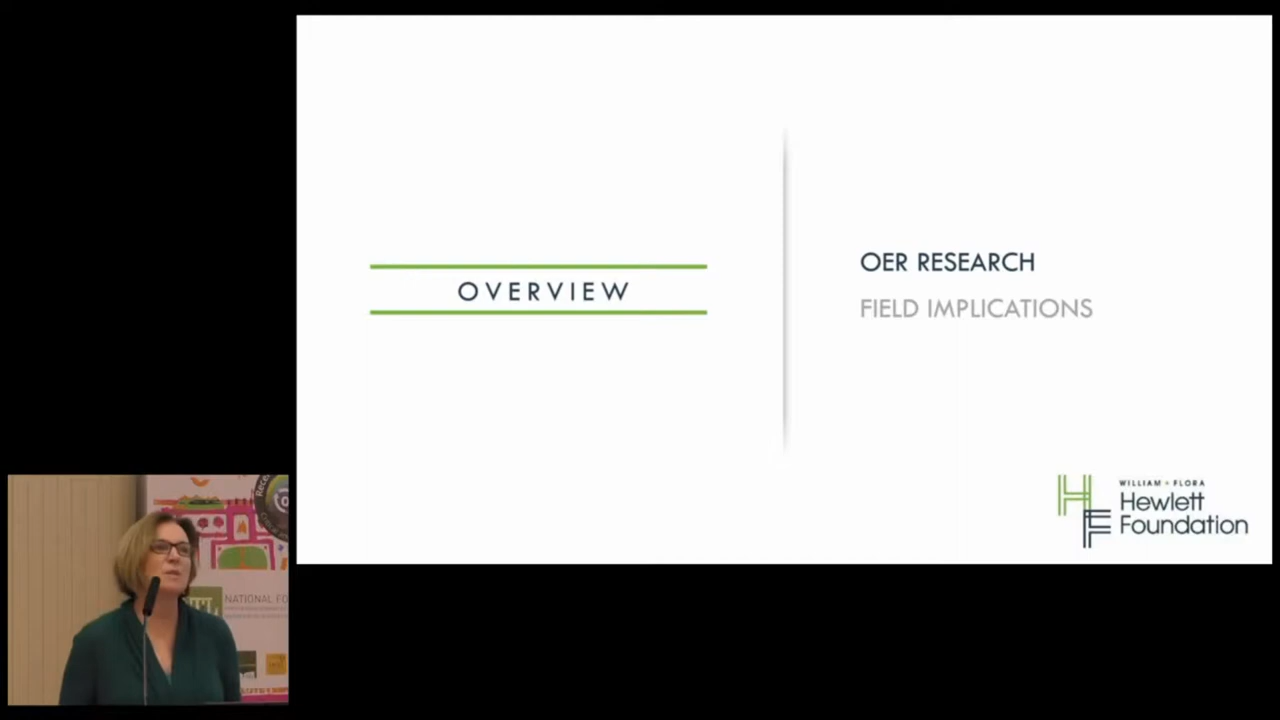 OVERVIEW
OER RESEARCH
FIELD IMPLICATIONS
WILLIAM + FLORA
Hewlett
Foundation
NATIONAL FO